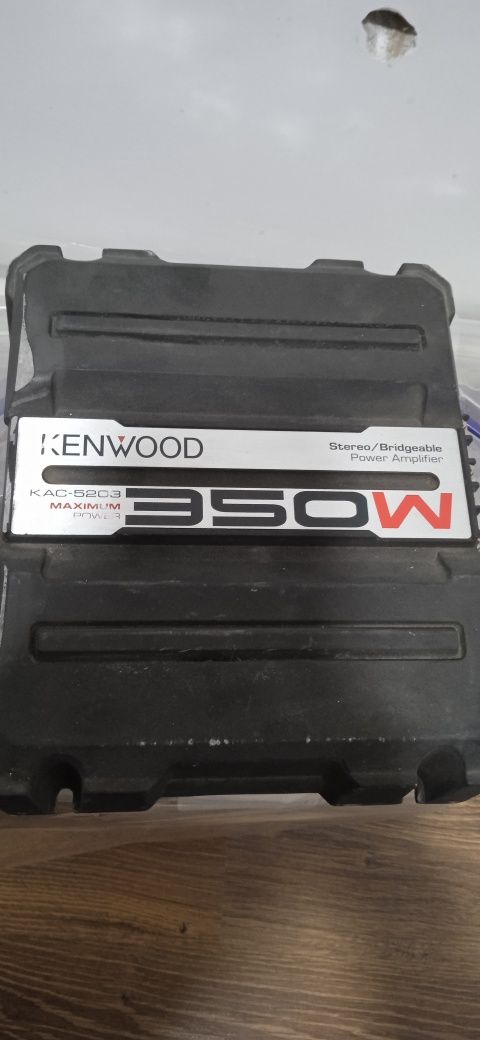 KENWOOD
Stereo/Bridgeable
Power Amplifier
KAC-5203
MAXIMUM
POWER
350W